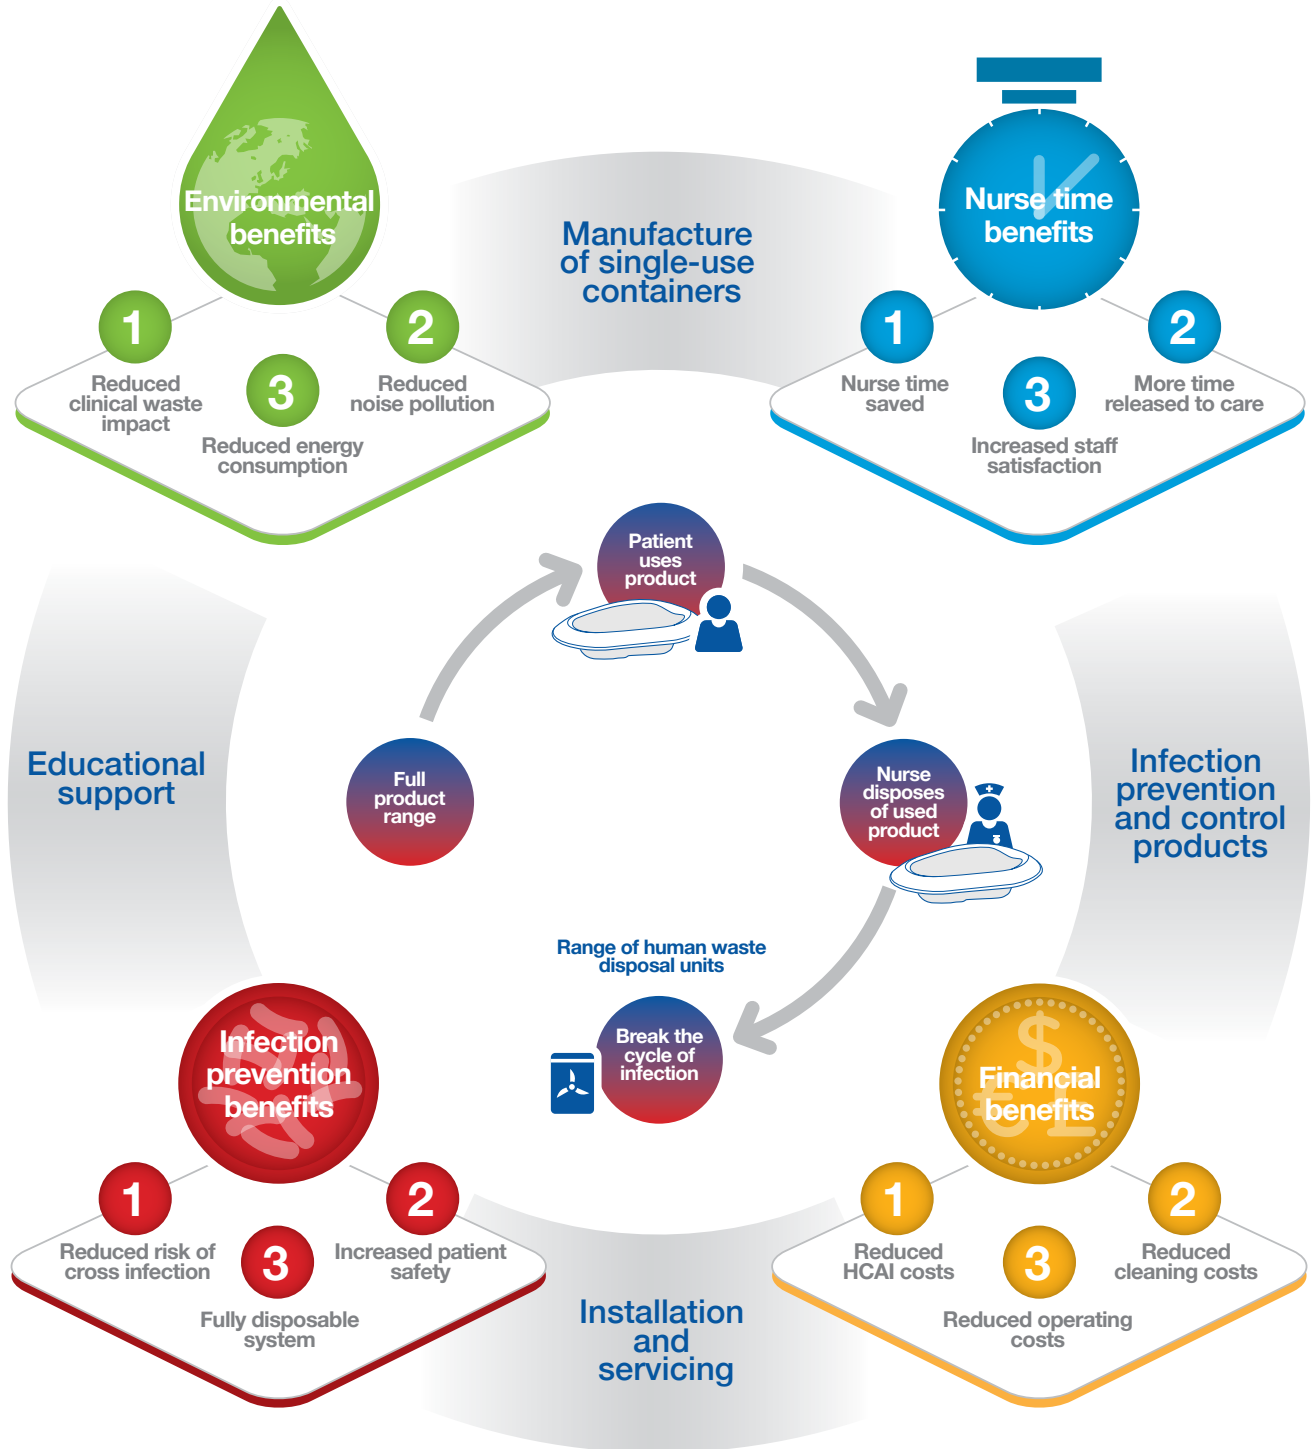 Environmental
benefits
1
Reduced
clinical waste
impact
2
Reduced
noise pollution
3
Reduced energy
consumption
Manufacture
of single-use
containers
Nurse time
benefits
1
Nurse time
saved
2
More time
released to care
3
Increased staff
satisfaction
Patient
uses
product
Educational
support
Full
product
range
Nurse
disposes
of used
product
Infection
prevention
and control
products
Range of human waste
disposal units
Break the
cycle of
infection
Infection
prevention
benefits
1
Reduced risk of
cross infection
2
Increased patient
safety
3
Fully disposable
system
Installation
and
servicing
$
€
£
Financial
benefits
1
Reduced
HCAI costs
2
Reduced
cleaning costs
3
Reduced operating
costs